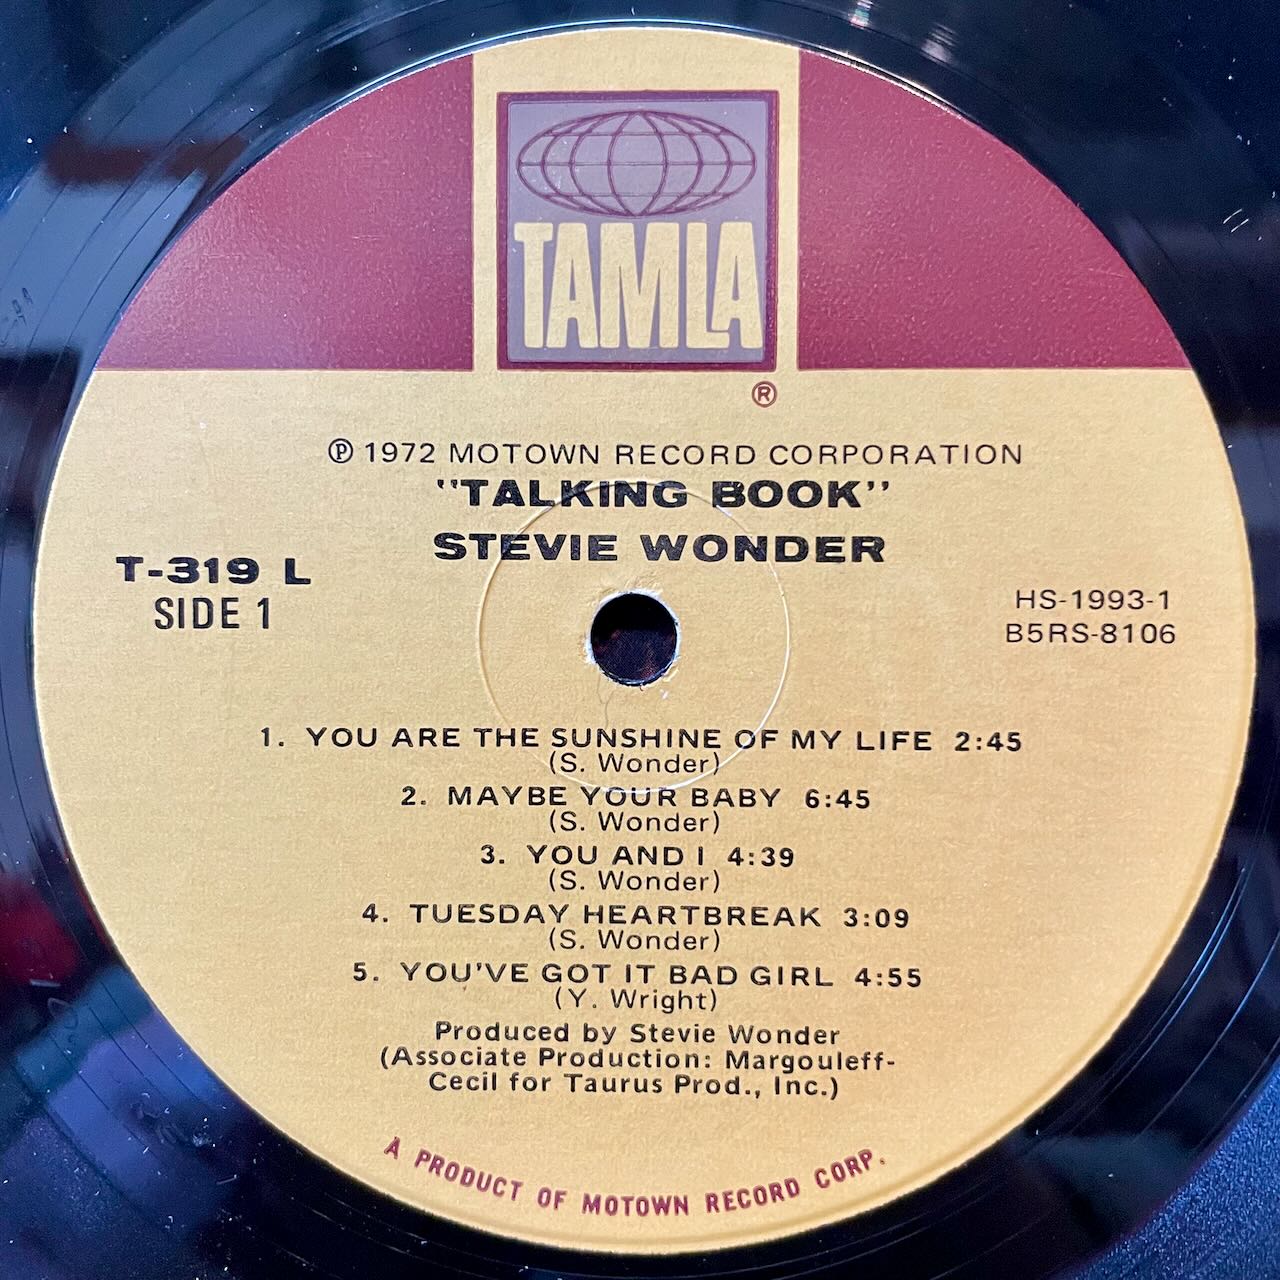 TAMLA
®
℗ 1972 MOTOWN RECORD CORPORATION
"TALKING BOOK"
STEVIE WONDER
T-319 L
SIDE 1
HS-1993-1
B5RS-8106
1. YOU ARE THE SUNSHINE OF MY LIFE 2:45
(S. Wonder)
2. MAYBE YOUR BABY 6:45
(S. Wonder)
3. YOU AND I 4:39
(S. Wonder)
4. TUESDAY HEARTBREAK 3:09
(S. Wonder)
5. YOU'VE GOT IT BAD GIRL 4:55
(Y. Wright)
Produced by Stevie Wonder
(Associate Production: Margouleff-
Cecil for Taurus Prod., Inc.)
A PRODUCT OF MOTOWN RECORD CORP.